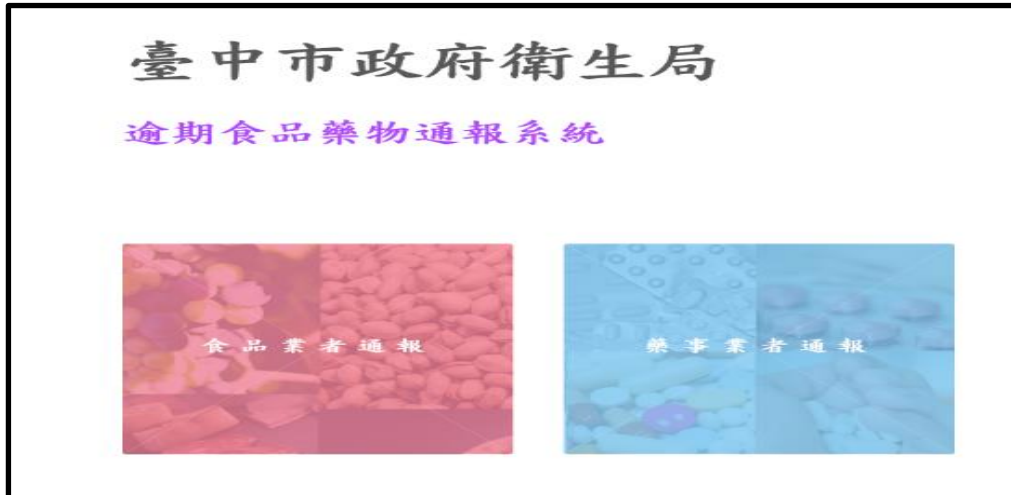 臺中市政府衛生局
逾期食品藥物通報系統
食品業者通報
藥事業者通報